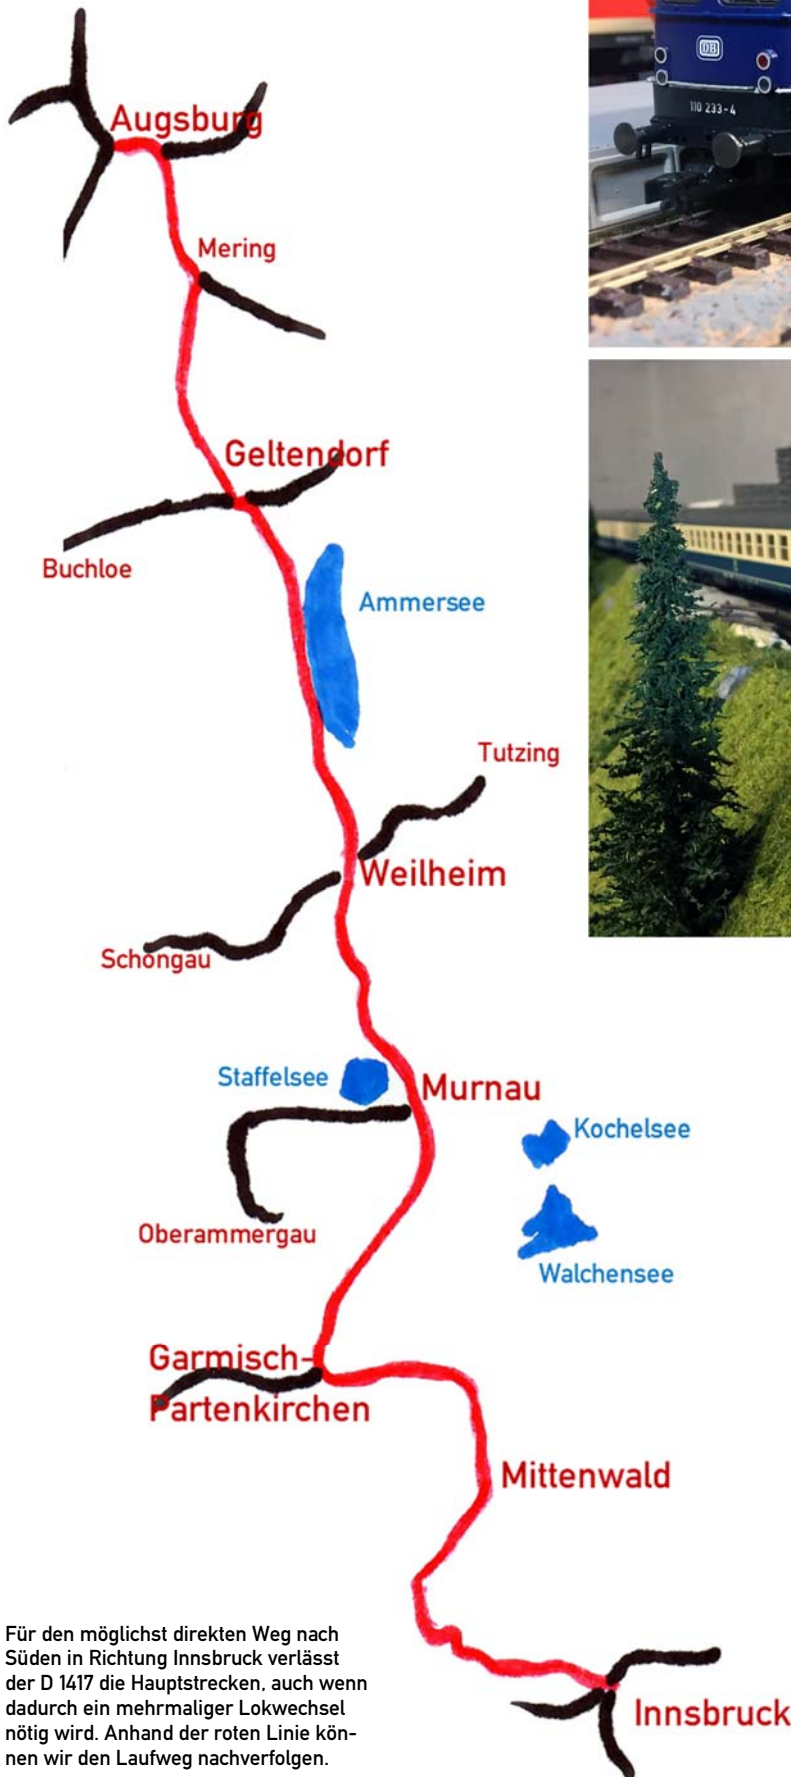 DB
110 233-4
Augsburg
Mering
Geltendorf
Buchloe
Ammersee
Tutzing
Weilheim
Schongau
Staffelsee
Murnau
Kochelsee
Oberammergau
Walchensee
Garmisch-
Partenkirchen
Mittenwald
Innsbruck
Für den möglichst direkten Weg nach
Süden in Richtung Innsbruck verlässt
der D 1417 die Hauptstrecken, auch wenn
dadurch ein mehrmaliger Lokwechsel
nötig wird. Anhand der roten Linie kön-
nen wir den Laufweg nachverfolgen.